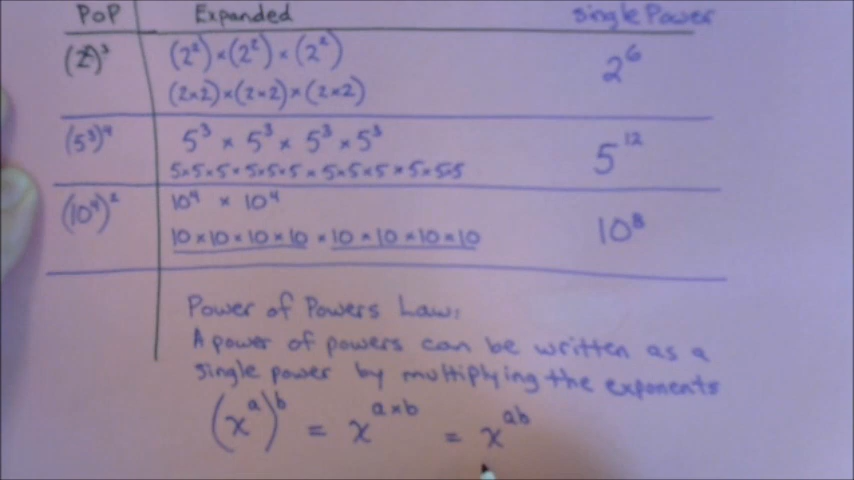 PoP Expanded single Power
(2²)³ (2²)×(2²)×(2²) 2⁶
(2×2)×(2×2)×(2×2)
(5³)⁴ 5³ × 5³ × 5³ × 5³ 5¹²
5×5×5×5×5×5×5×5×5×5×5×5
(10⁴)² 10⁴ × 10⁴ 10⁸
10×10×10×10 × 10×10×10×10
Power of Powers Law:
A power of powers can be written as a
single power by multiplying the exponents
(x^a)^b = x^(a×b) = x^(ab)